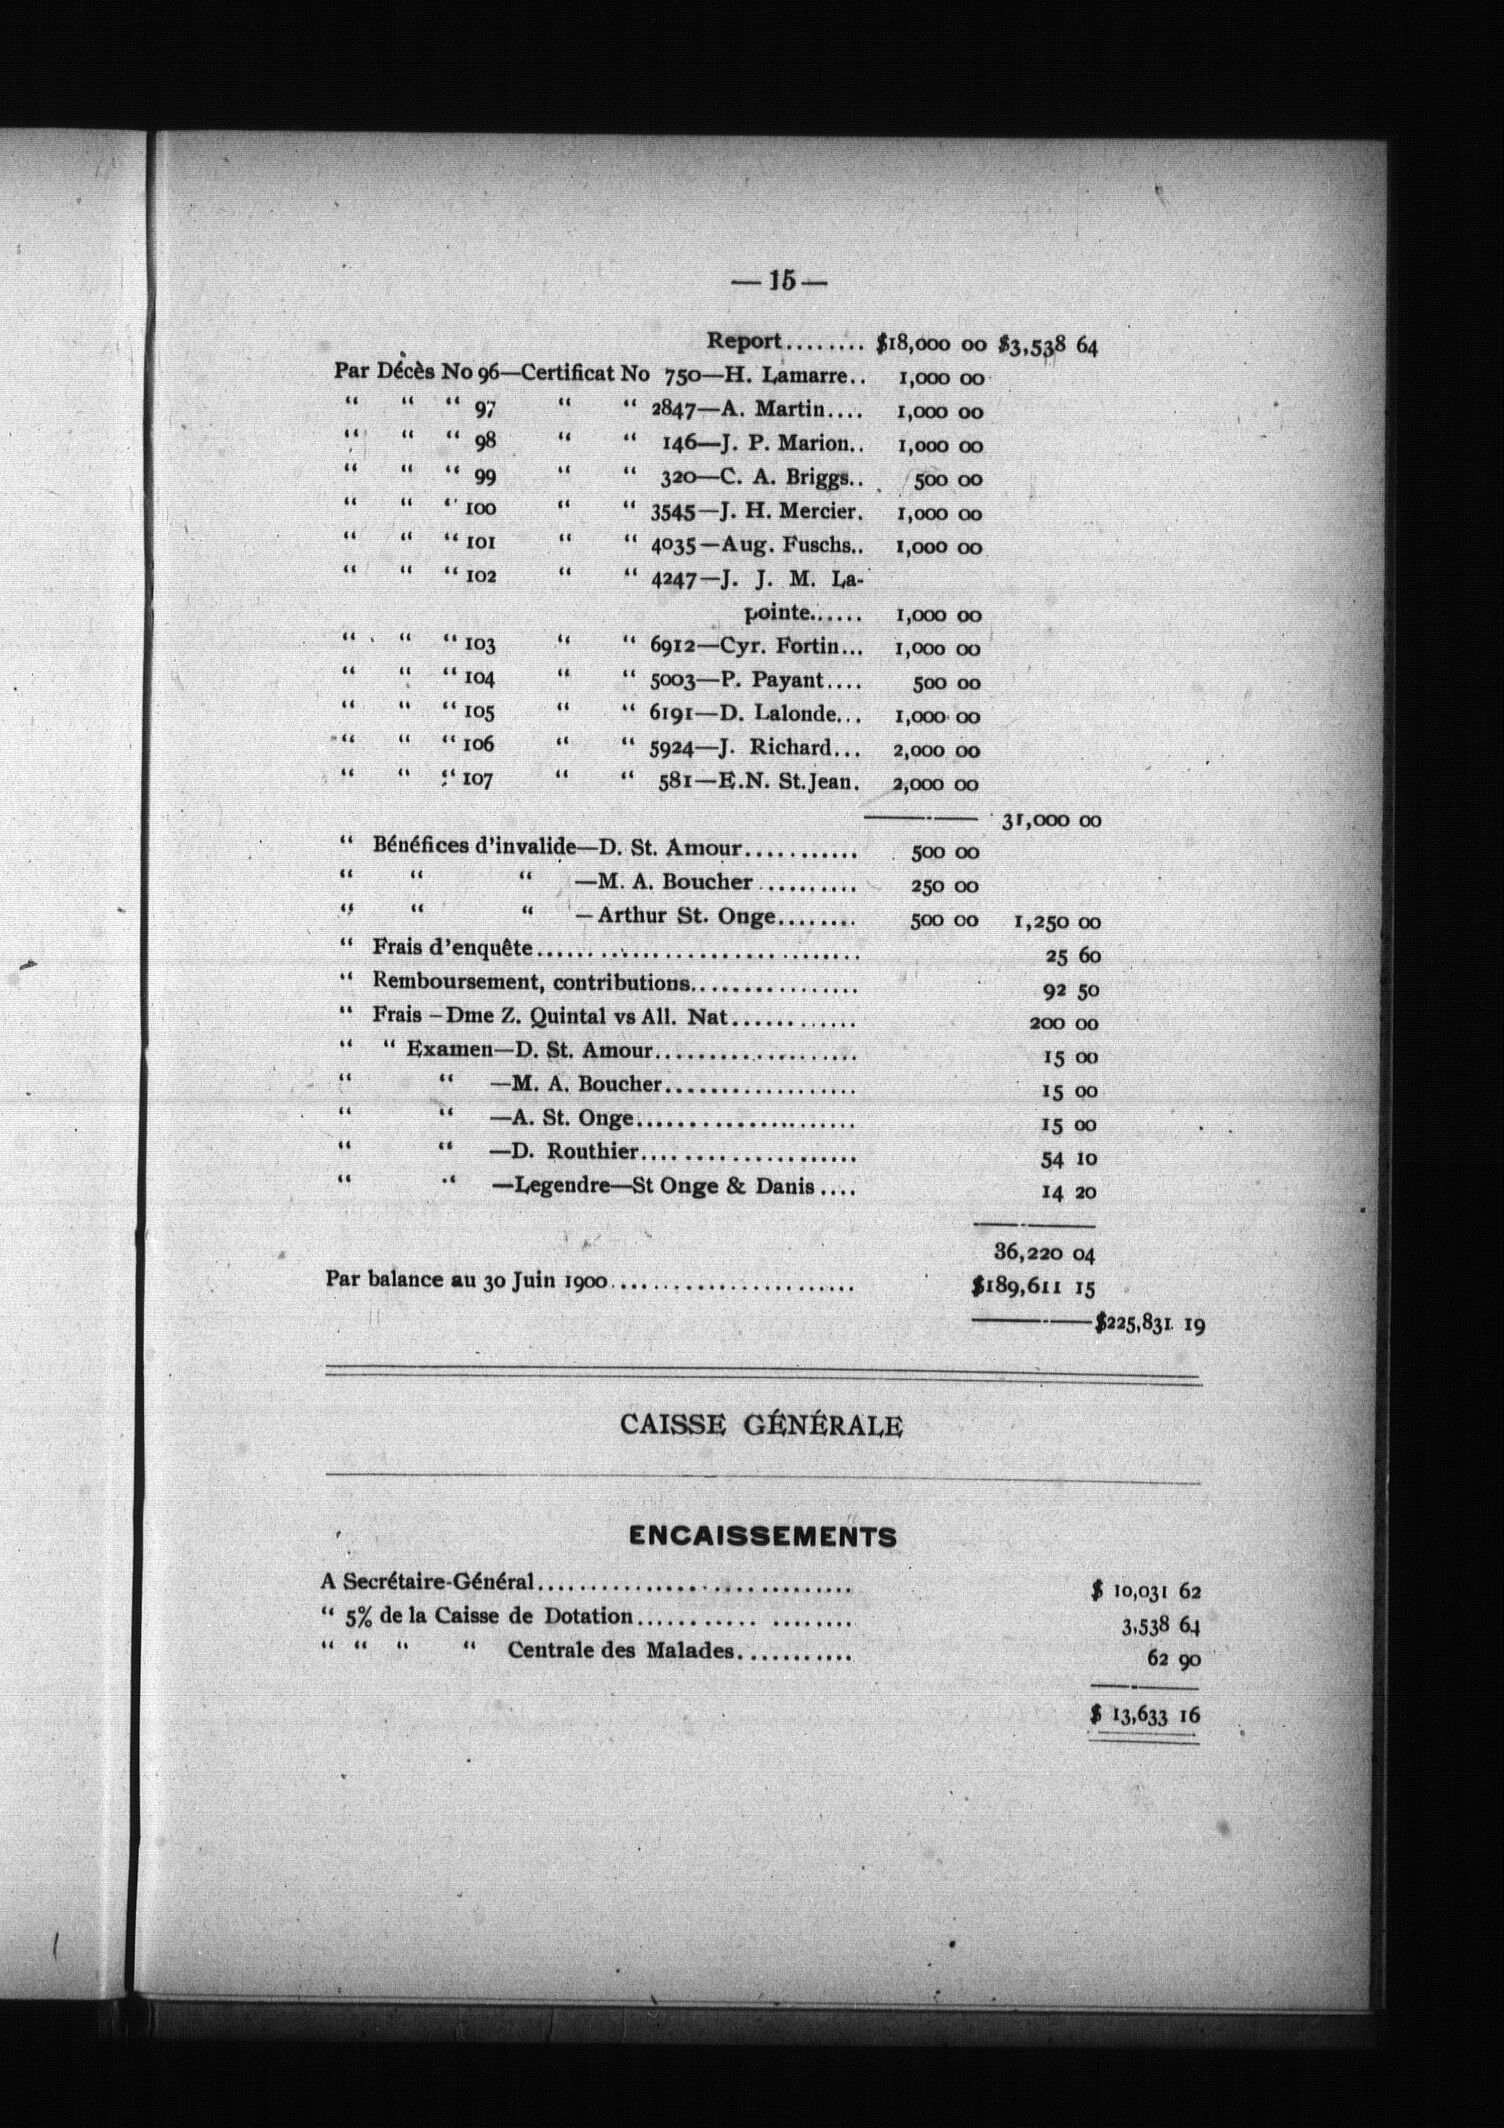 — 15 —
Report........ $18,000 00 $3,538 64
Par Décès No 96—Certificat No 750—H. Lamarre.. 1,000 00
“ “ “ 97 “ “ 2847—A. Martin.... 1,000 00
“ “ “ 98 “ “ 146—J. P. Marion.. 1,000 00
“ “ “ 99 “ “ 320—C. A. Briggs.. 500 00
“ “ “ 100 “ “ 3545—J. H. Mercier. 1,000 00
“ “ “ 101 “ “ 4035—Aug. Fuschs.. 1,000 00
“ “ “ 102 “ “ 4247—J. J. M. La-
pointe...... 1,000 00
“ “ “ 103 “ “ 6912—Cyr. Fortin... 1,000 00
“ “ “ 104 “ “ 5003—P. Payant.... 500 00
“ “ “ 105 “ “ 6191—D. Lalonde... 1,000 00
“ “ “ 106 “ “ 5924—J. Richard... 2,000 00
“ “ “ 107 “ “ 581—E.N. St.Jean. 2,000 00
31,000 00
“ Bénéfices d'invalide—D. St. Amour........... 500 00
“ “ “ —M. A. Boucher .......... 250 00
“ “ “ —Arthur St. Onge........ 500 00 1,250 00
“ Frais d'enquête.............................. 25 60
“ Remboursement, contributions................ 92 50
“ Frais —Dme Z. Quintal vs All. Nat............ 200 00
“ “ Examen—D. St. Amour................... 15 00
“ “ —M. A. Boucher.................. 15 00
“ “ —A. St. Onge..................... 15 00
“ “ —D. Routhier.................... 54 10
“ “ —Legendre—St Onge & Danis .... 14 20
36,220 04
Par balance au 30 Juin 1900....................... $189,611 15
$225,831 19
CAISSE GÉNÉRALE
ENCAISSEMENTS
A Secrétaire-Général.............................. $ 10,031 62
“ 5% de la Caisse de Dotation........... ........ 3,538 64
“ “ “ “ Centrale des Malades........... 62 90
$ 13,633 16